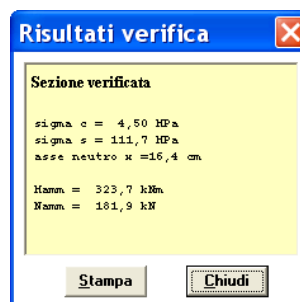 Risultati verifica
Sezione verificata
sigma c = 4,50 MPa
sigma s = 111,7 MPa
asse neutro x =16,4 cm
Mamm = 323,7 kNm
Namm = 181,9 kN
Stampa
Chiudi